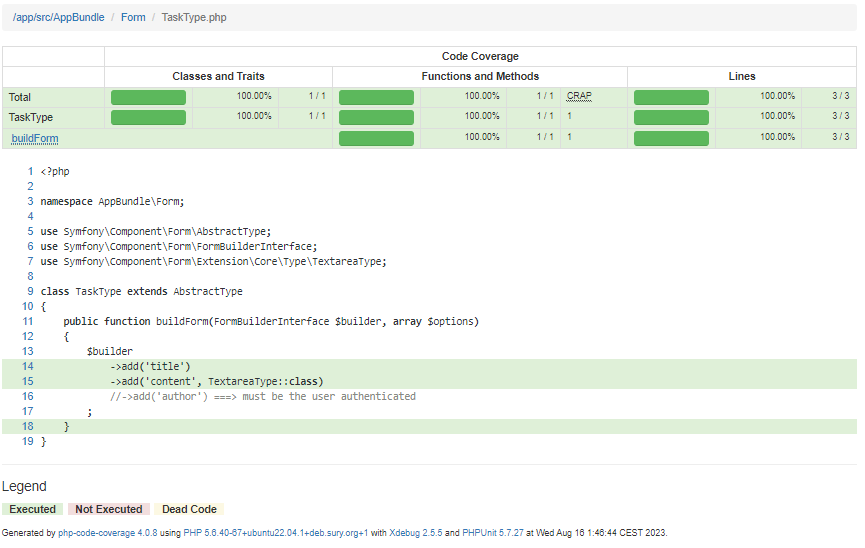 /app/src/AppBundle / Form / TaskType.php
Code Coverage
Classes and Traits Functions and Methods Lines
Total 100.00% 1 / 1 100.00% 1 / 1 CRAP 100.00% 3 / 3
TaskType 100.00% 1 / 1 100.00% 1 / 1 1 100.00% 3 / 3
buildForm 100.00% 1 / 1 1 100.00% 3 / 3
1 <?php
2
3 namespace AppBundle\Form;
4
5 use Symfony\Component\Form\AbstractType;
6 use Symfony\Component\Form\FormBuilderInterface;
7 use Symfony\Component\Form\Extension\Core\Type\TextareaType;
8
9 class TaskType extends AbstractType
10 {
11     public function buildForm(FormBuilderInterface $builder, array $options)
12     {
13         $builder
14             ->add('title')
15             ->add('content', TextareaType::class)
16             //->add('author') ===> must be the user authenticated
17         ;
18     }
19 }
Legend
Executed Not Executed Dead Code
Generated by php-code-coverage 4.0.8 using PHP 5.6.40-67+ubuntu22.04.1+deb.sury.org+1 with Xdebug 2.5.5 and PHPUnit 5.7.27 at Wed Aug 16 1:46:44 CEST 2023.